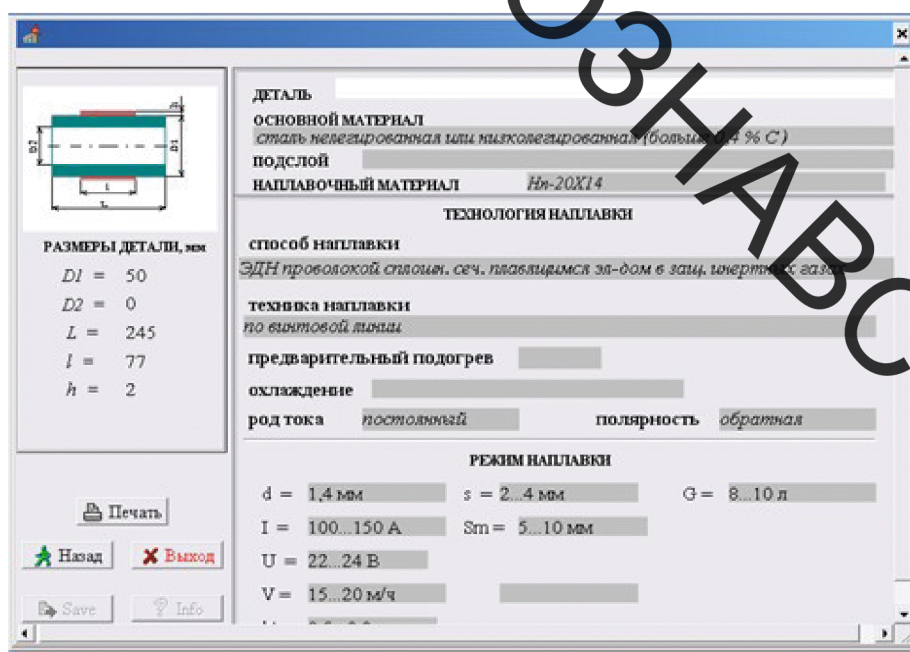 ОЗНАВС
ДЕТАЛЬ
ОСНОВНОЙ МАТЕРИАЛ
сталь нелегированная или низколегированная (больше 0,4 % С )
ПОДСЛОЙ
НАПЛАВОЧНЫЙ МАТЕРИАЛ Нп-20Х14
D2
h
D1
l
L
РАЗМЕРЫ ДЕТАЛИ, мм
D1 = 50
D2 = 0
L = 245
l = 77
h = 2
ТЕХНОЛОГИЯ НАПЛАВКИ
способ наплавки
ЭДН проволокой сплошн. сеч. плавящимся эл-дом в защ. инертных газах
техника наплавки
по винтовой линии
предварительный подогрев
охлаждение
род тока постоянный полярность обратная
РЕЖИМ НАПЛАВКИ
d = 1,4 мм s = 2...4 мм G = 8...10 л
I = 100...150 А Sm = 5...10 мм
U = 22...24 В
V = 15...20 м/ч
Печать
Назад Выход
Save Info